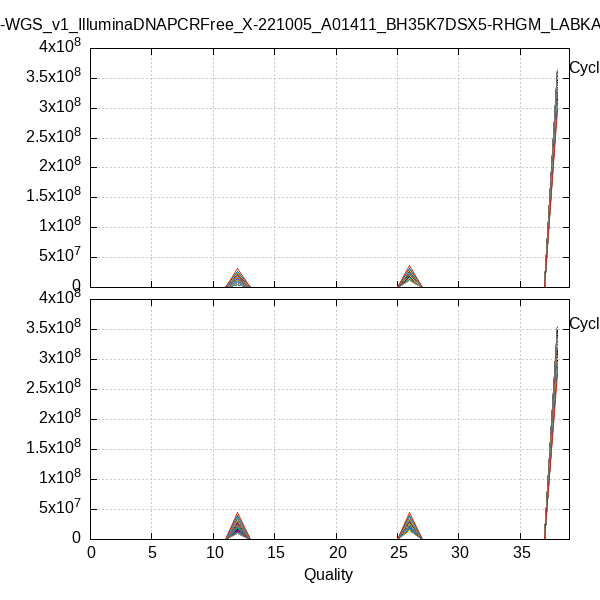 -WGS_v1_IlluminaDNAPCRFree_X-221005_A01411_BH35K7DSX5-RHGM_LABKA
4x10^8
Cycl
3.5x10^8
3x10^8
2.5x10^8
2x10^8
1.5x10^8
1x10^8
5x10^7
0
4x10^8
Cycl
3.5x10^8
3x10^8
2.5x10^8
2x10^8
1.5x10^8
1x10^8
5x10^7
0
0 5 10 15 20 25 30 35
Quality